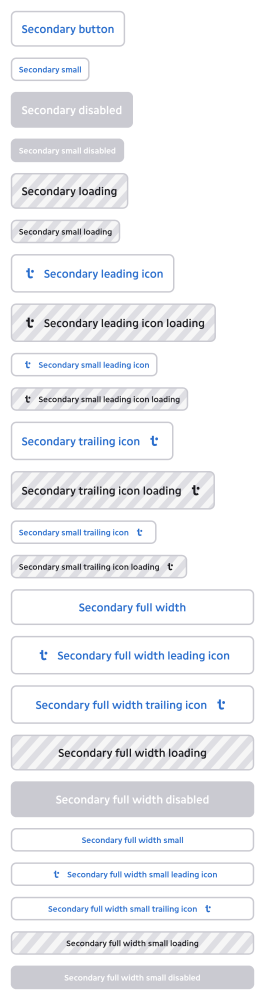 Secondary button
Secondary small
Secondary disabled
Secondary small disabled
Secondary loading
Secondary small loading
Secondary leading icon
Secondary leading icon loading
Secondary small leading icon
Secondary small leading icon loading
Secondary trailing icon
Secondary trailing icon loading
Secondary small trailing icon
Secondary small trailing icon loading
Secondary full width
Secondary full width leading icon
Secondary full width trailing icon
Secondary full width loading
Secondary full width disabled
Secondary full width small
Secondary full width small leading icon
Secondary full width small trailing icon
Secondary full width small loading
Secondary full width small disabled